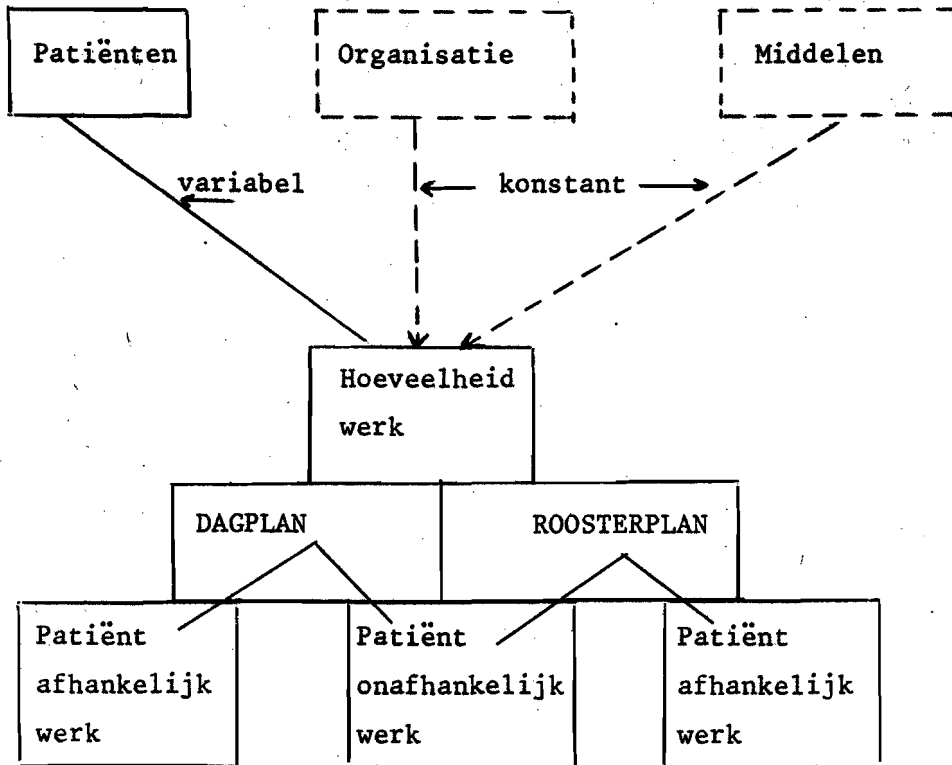 Patiënten
Organisatie
Middelen
variabel
konstant
Hoeveelheid
werk
DAGPLAN
ROOSTERPLAN
Patiënt
afhankelijk
werk
Patiënt
onafhankelijk
werk
Patiënt
afhankelijk
werk